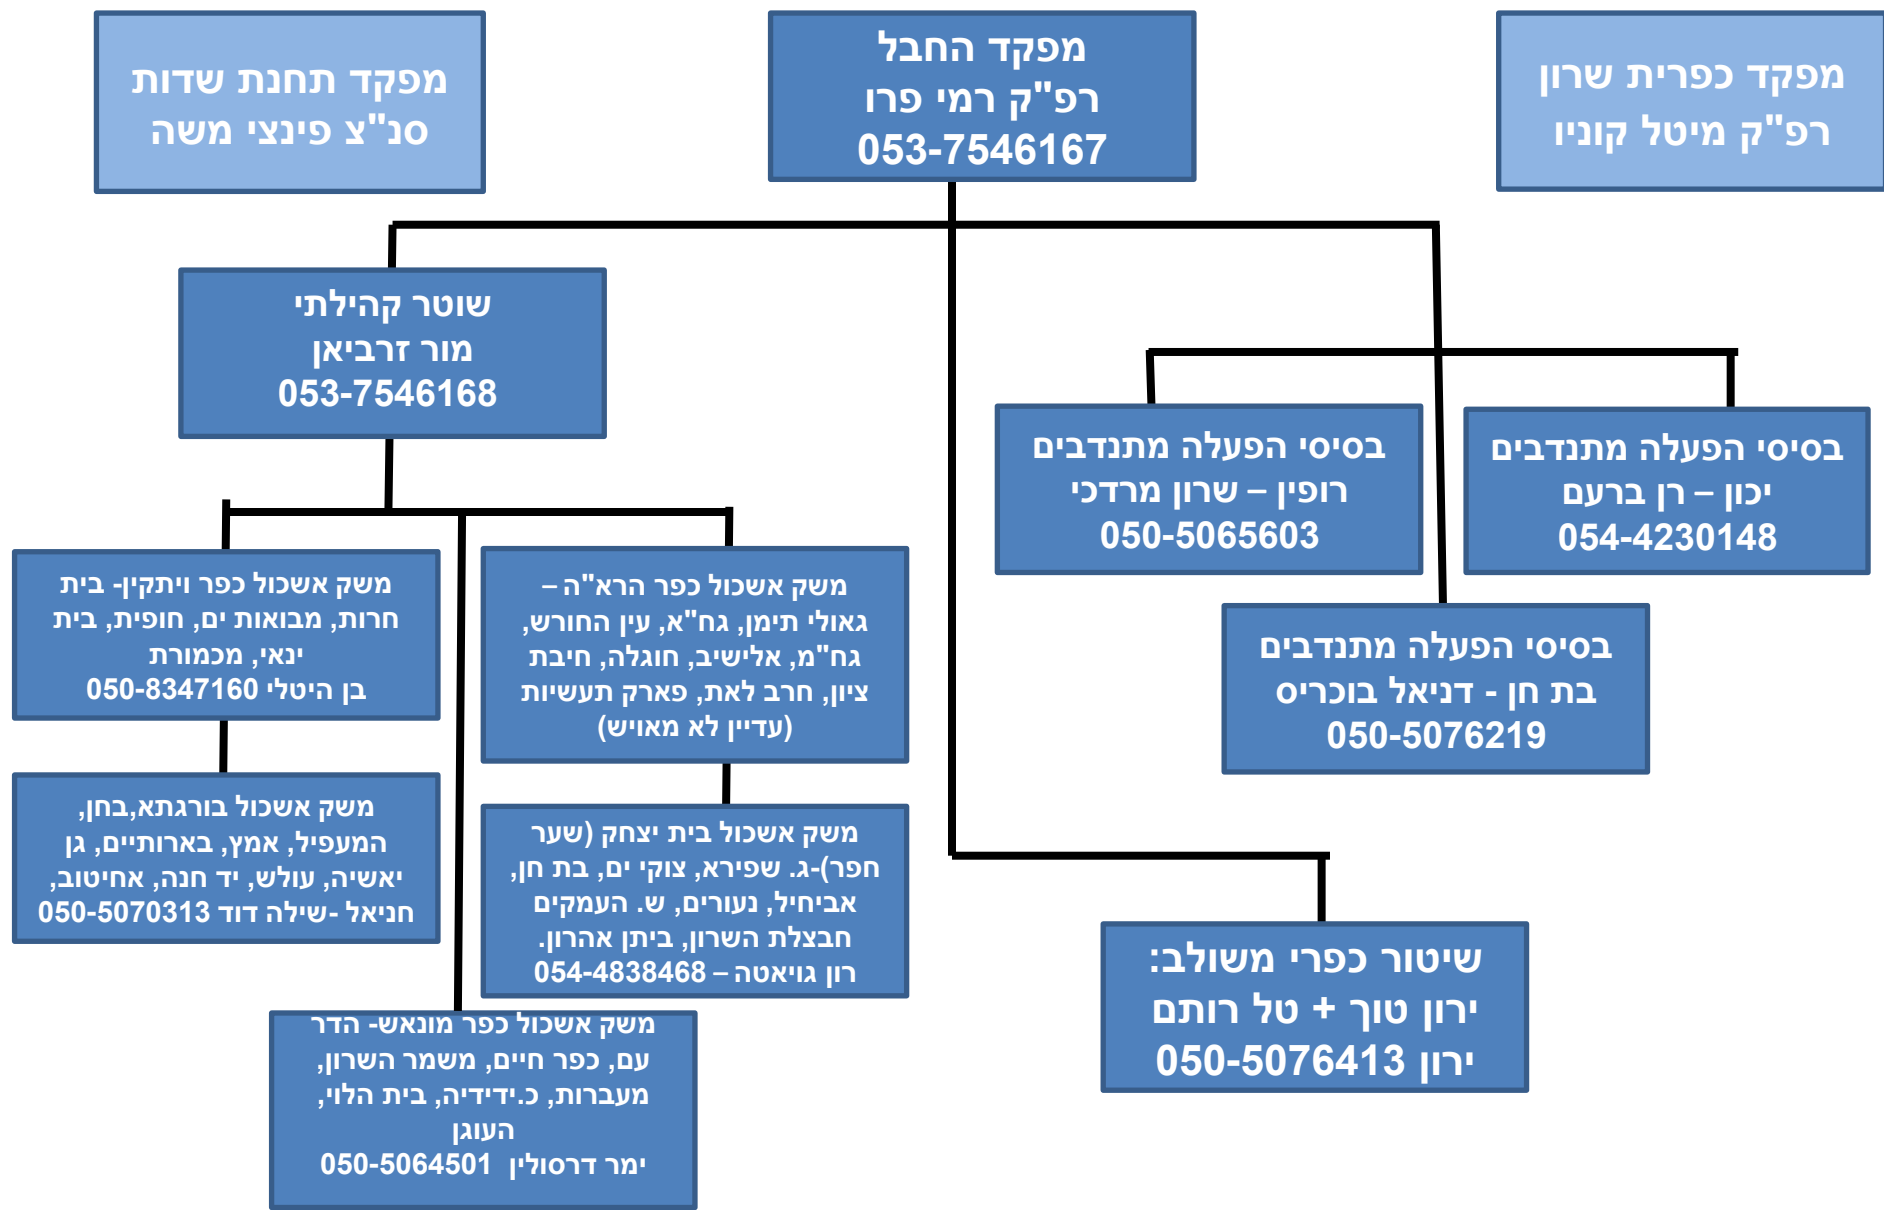 מפקד כפרית שרון
רפ"ק מיטל קוניו
מפקד החבל
רפ"ק רמי פרו
053-7546167
מפקד תחנת שדות
סנ"צ פינצי משה
שוטר קהילתי
מור זרביאן
053-7546168
בסיסי הפעלה מתנדבים
יכון – רן ברעם
054-4230148
בסיסי הפעלה מתנדבים
רופין – שרון מרדכי
050-5065603
בסיסי הפעלה מתנדבים
בת חן - דניאל בוכריס
050-5076219
משק אשכול כפר הרא"ה –
גאולי תימן, גח"א, עין החורש,
גח"מ, אלישיב, חוגלה, חיבת
ציון, חרב לאת, פארק תעשיות
(עדיין לא מאויש)
משק אשכול כפר ויתקין- בית
חרות, מבואות ים, חופית, בית
ינאי, מכמורת
בן היטלי 050-8347160
משק אשכול בית יצחק (שער
חפר)-ג. שפירא, צוקי ים, בת חן,
אביחיל, נעורים, ש. העמקים
חבצלת השרון, ביתן אהרון.
רון גויאטה – 054-4838468
משק אשכול בורגתא,בחן,
המעפיל, אמץ, בארותיים, גן
יאשיה, עולש, יד חנה, אחיטוב,
חניאל -שילה דוד 050-5070313
משק אשכול כפר מונאש- הדר
עם, כפר חיים, משמר השרון,
מעברות, כ.ידידיה, בית הלוי,
העוגן
ימר דרסולין 050-5064501
שיטור כפרי משולב:
ירון טוך + טל רותם
ירון 050-5076413